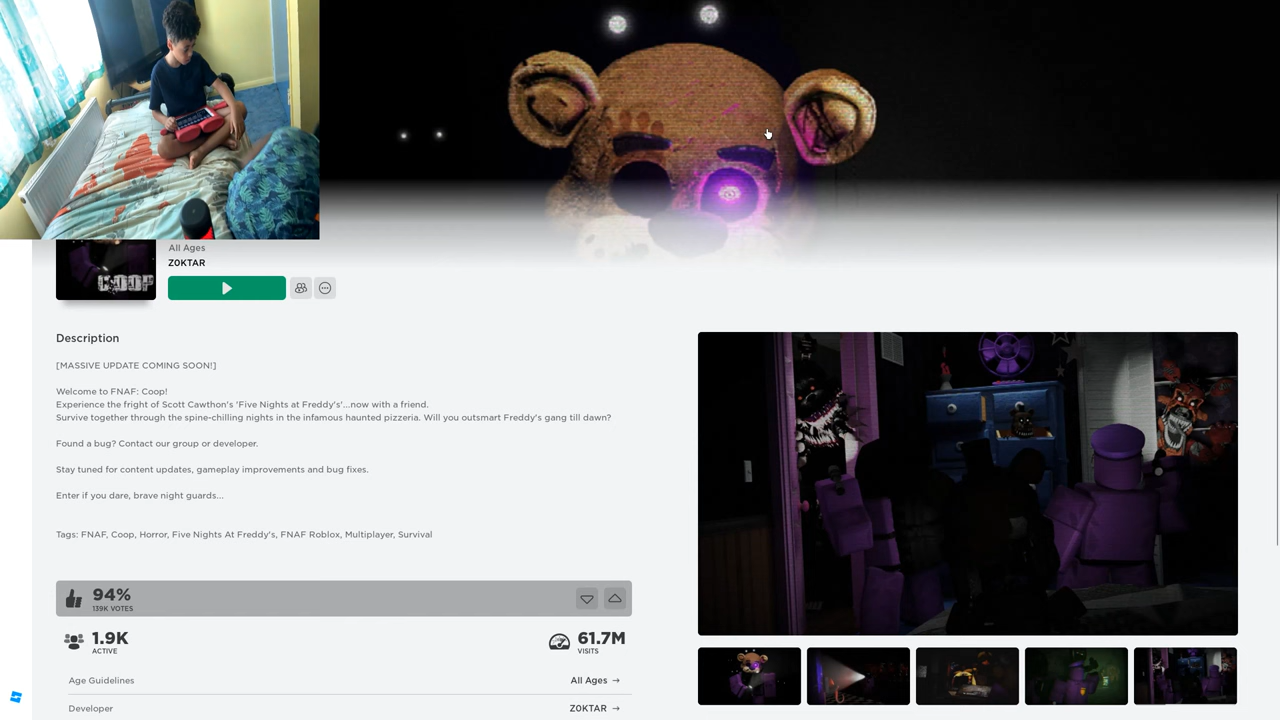 All Ages
Z0KTAR
COOP
Description
[MASSIVE UPDATE COMING SOON!]
Welcome to FNAF: Coop!
Experience the fright of Scott Cawthon's 'Five Nights at Freddy's'...now with a friend.
Survive together through the spine-chilling nights in the infamous haunted pizzeria. Will you outsmart Freddy's gang till dawn?
Found a bug? Contact our group or developer.
Stay tuned for content updates, gameplay improvements and bug fixes.
Enter if you dare, brave night guards...
Tags: FNAF, Coop, Horror, Five Nights At Freddy's, FNAF Roblox, Multiplayer, Survival
94%
139K VOTES
1.9K
ACTIVE
61.7M
VISITS
Age Guidelines
All Ages →
Developer
Z0KTAR →